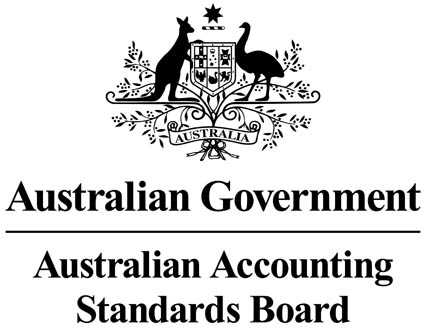 AUSTRALIA
Australian Government
Australian Accounting
Standards Board